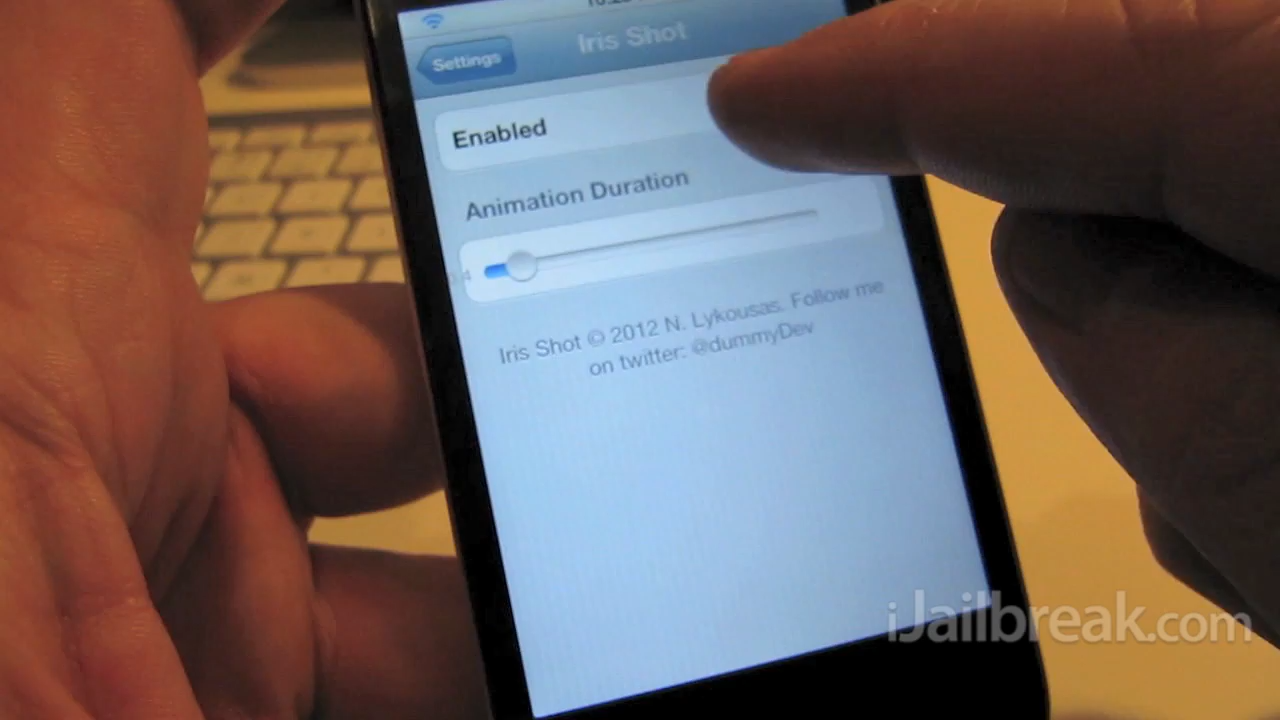 Settings
Iris Shot
Enabled
Animation Duration
Iris Shot © 2012 N. Lykousas. Follow me
on twitter: @dummyDev
iJailbreak.com